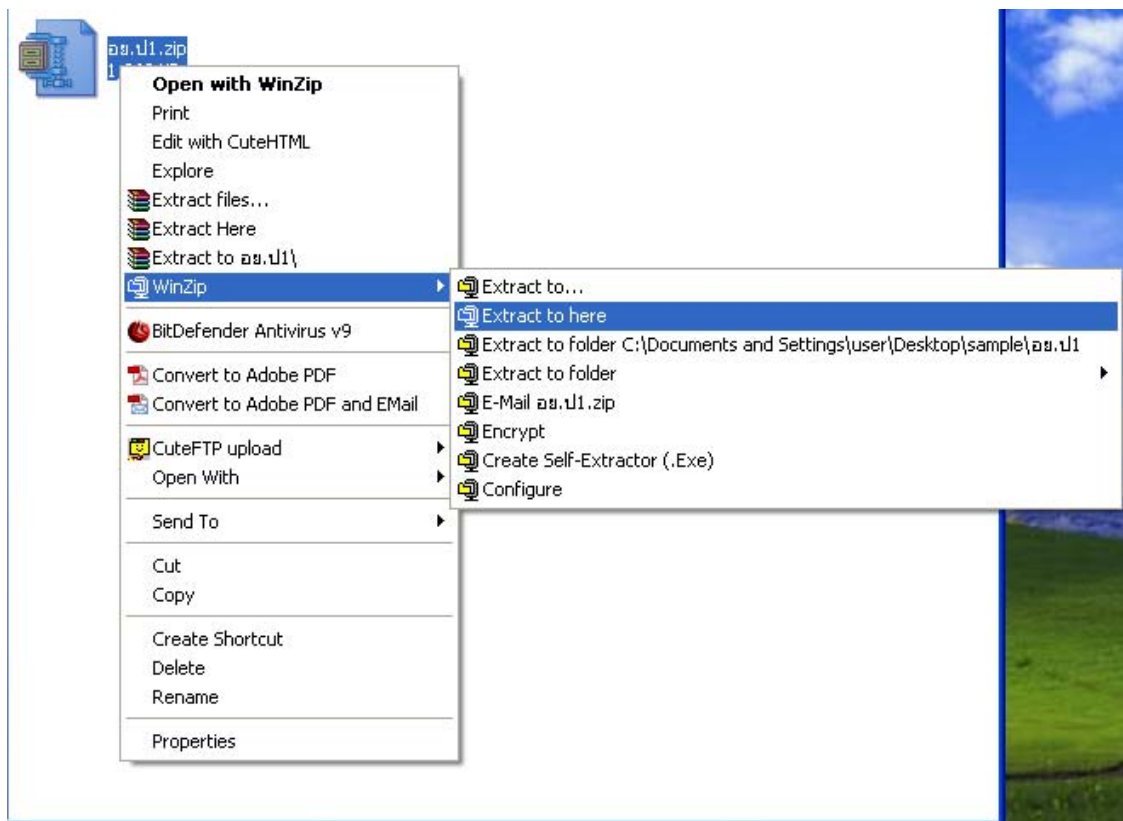 อย.ป1.zip
1
Open with WinZip
Print
Edit with CuteHTML
Explore
Extract files...
Extract Here
Extract to อย.ป1\
WinZip
BitDefender Antivirus v9
Convert to Adobe PDF
Convert to Adobe PDF and EMail
CuteFTP upload
Open With
Send To
Cut
Copy
Create Shortcut
Delete
Rename
Properties
Extract to...
Extract to here
Extract to folder C:\Documents and Settings\user\Desktop\sample\อย.ป1
Extract to folder
E-Mail อย.ป1.zip
Encrypt
Create Self-Extractor (.Exe)
Configure